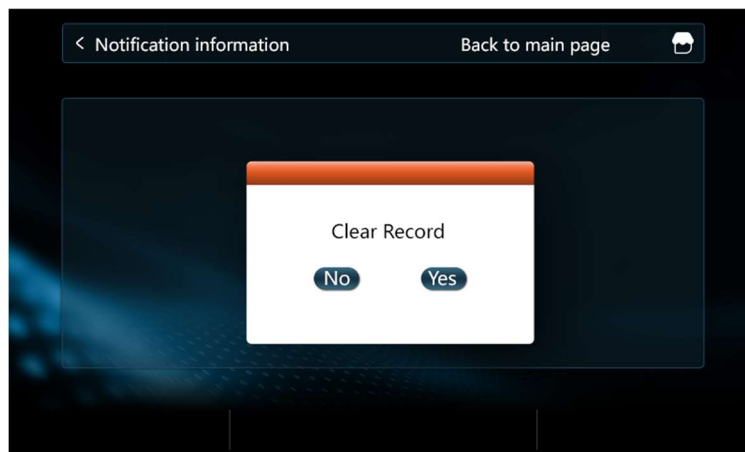 Notification information Back to main page
Clear Record
No Yes